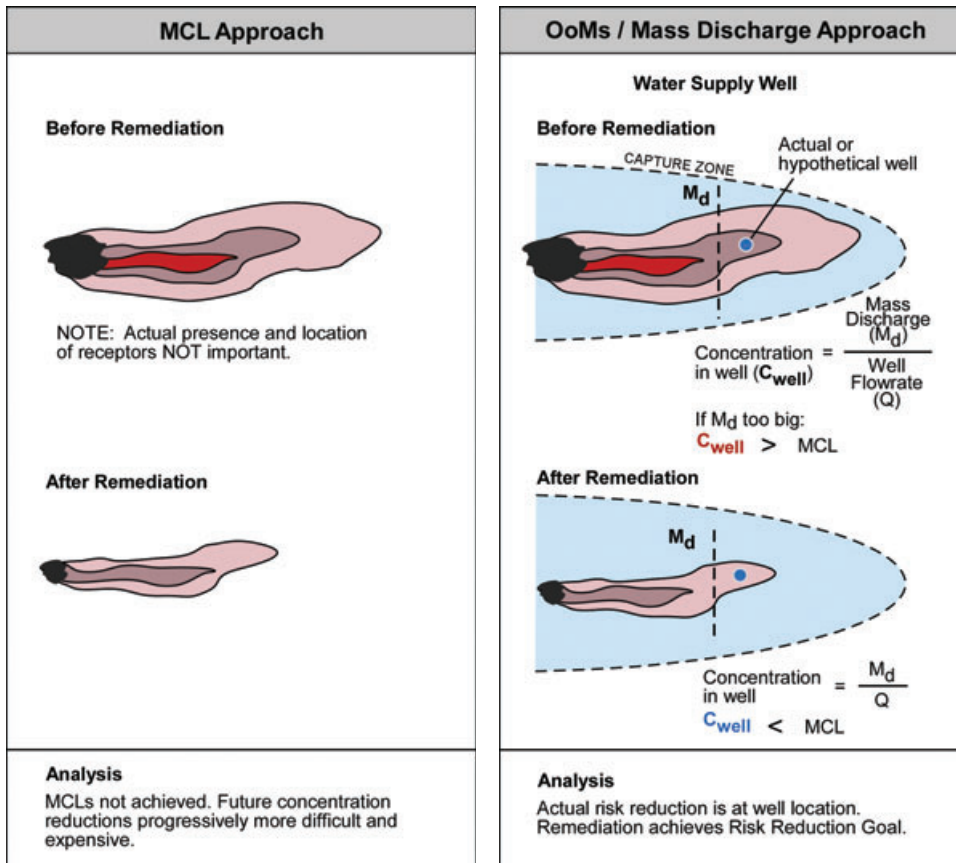 MCL Approach
Before Remediation
NOTE: Actual presence and location
of receptors NOT important.
After Remediation
Analysis
MCLs not achieved. Future concentration
reductions progressively more difficult and
expensive.
OoMs / Mass Discharge Approach
Water Supply Well
Before Remediation
Actual or
hypothetical well
CAPTURE ZONE
Md
Concentration
in well (Cwell)
=
Mass
Discharge
(Md)
Well
Flowrate
(Q)
If Md too big:
Cwell > MCL
After Remediation
Md
Concentration
in well
=
Md
Q
Cwell < MCL
Analysis
Actual risk reduction is at well location.
Remediation achieves Risk Reduction Goal.